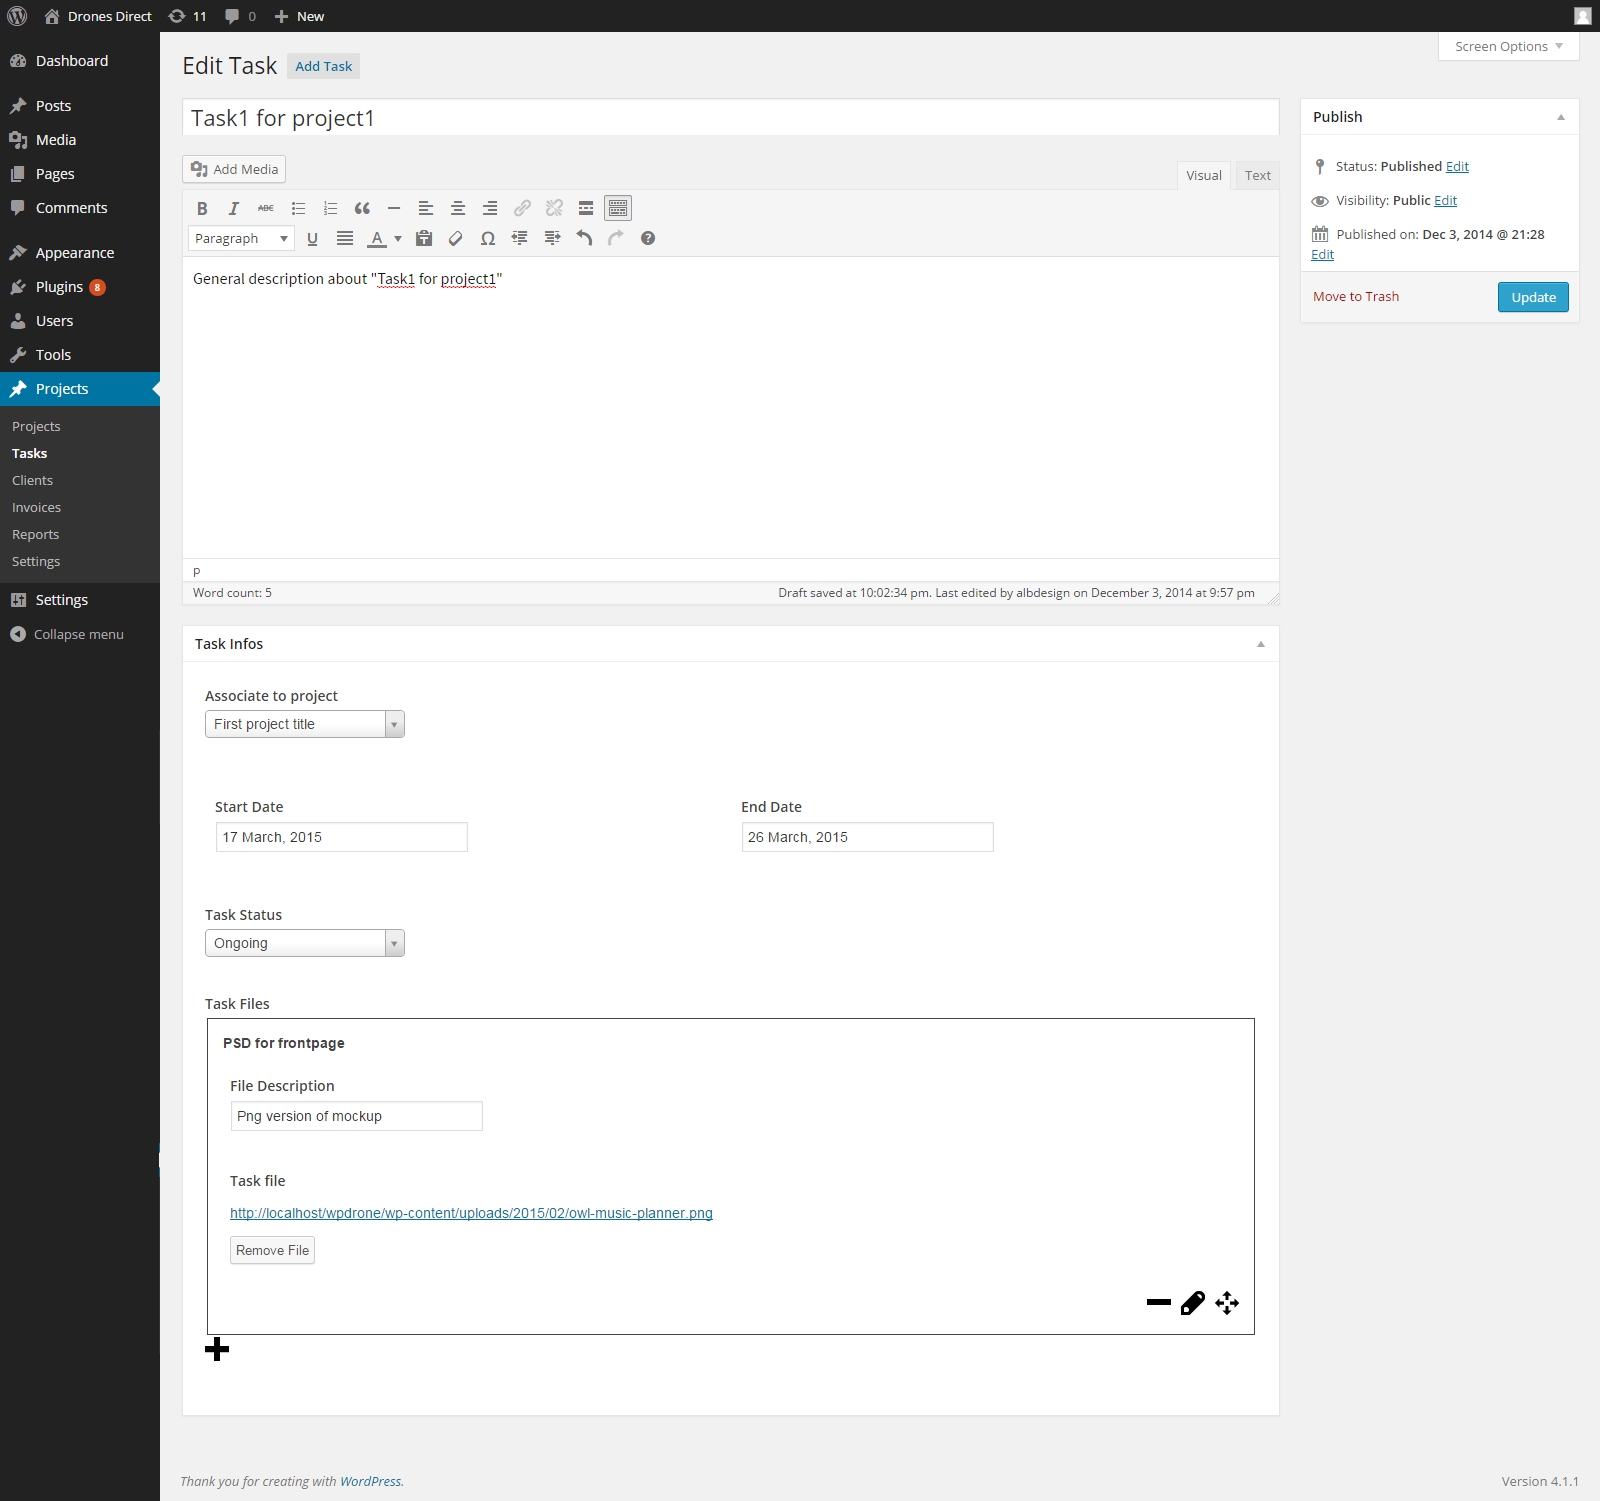 Drones Direct 11 0 New
Screen Options
Dashboard
Posts
Media
Pages
Comments
Appearance
Plugins 8
Users
Tools
Projects
Projects
Tasks
Clients
Invoices
Reports
Settings
Settings
Collapse menu
Edit Task Add Task
Task1 for project1
Add Media
Visual Text
B I ABC
Paragraph U A Ω ?
General description about "Task1 for project1"
p
Word count: 5 Draft saved at 10:02:34 pm. Last edited by albdesign on December 3, 2014 at 9:57 pm
Publish
Status: Published Edit
Visibility: Public Edit
Published on: Dec 3, 2014 @ 21:28
Edit
Move to Trash Update
Task Infos
Associate to project
First project title
Start Date End Date
17 March, 2015 26 March, 2015
Task Status
Ongoing
Task Files
PSD for frontpage
File Description
Png version of mockup
Task file
http://localhost/wpdrone/wp-content/uploads/2015/02/owl-music-planner.png
Remove File
Thank you for creating with WordPress. Version 4.1.1